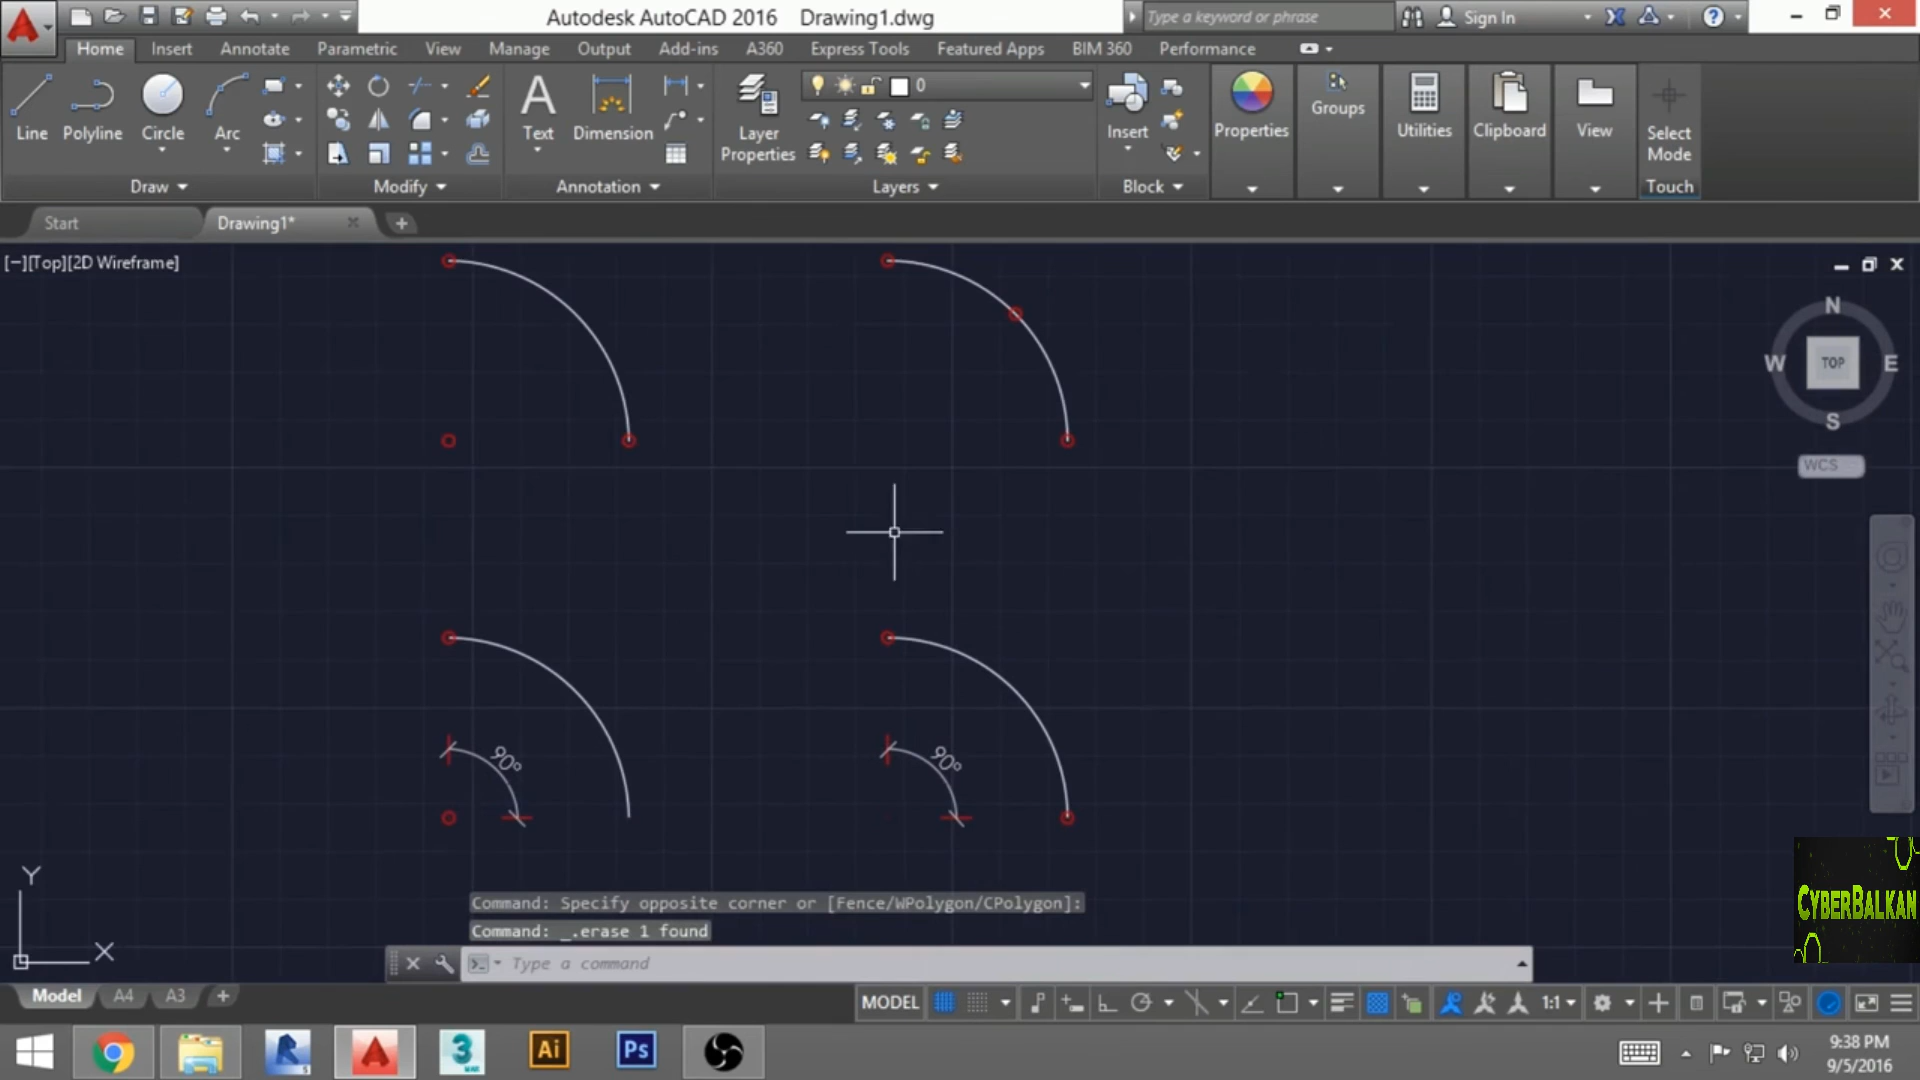 Autodesk AutoCAD 2016 Drawing1.dwg
Type a keyword or phrase
Sign In
Home Insert Annotate Parametric View Manage Output Add-ins A360 Express Tools Featured Apps BIM 360 Performance
Line Polyline Circle Arc
Text Dimension
Layer Properties
0
Insert
Properties
Groups
Utilities
Clipboard
View
Select Mode
Draw Modify Annotation Layers Block Touch
Start Drawing1*
[−][Top][2D Wireframe]
N
W TOP E
S
WCS
90°
90°
Y
X
Command: Specify opposite corner or [Fence/WPolygon/CPolygon]:
Command: _.erase 1 found
Type a command
CYBERBALKAN
Model A4 A3
MODEL
1:1
Ai
Ps
3
9:38 PM
9/5/2016